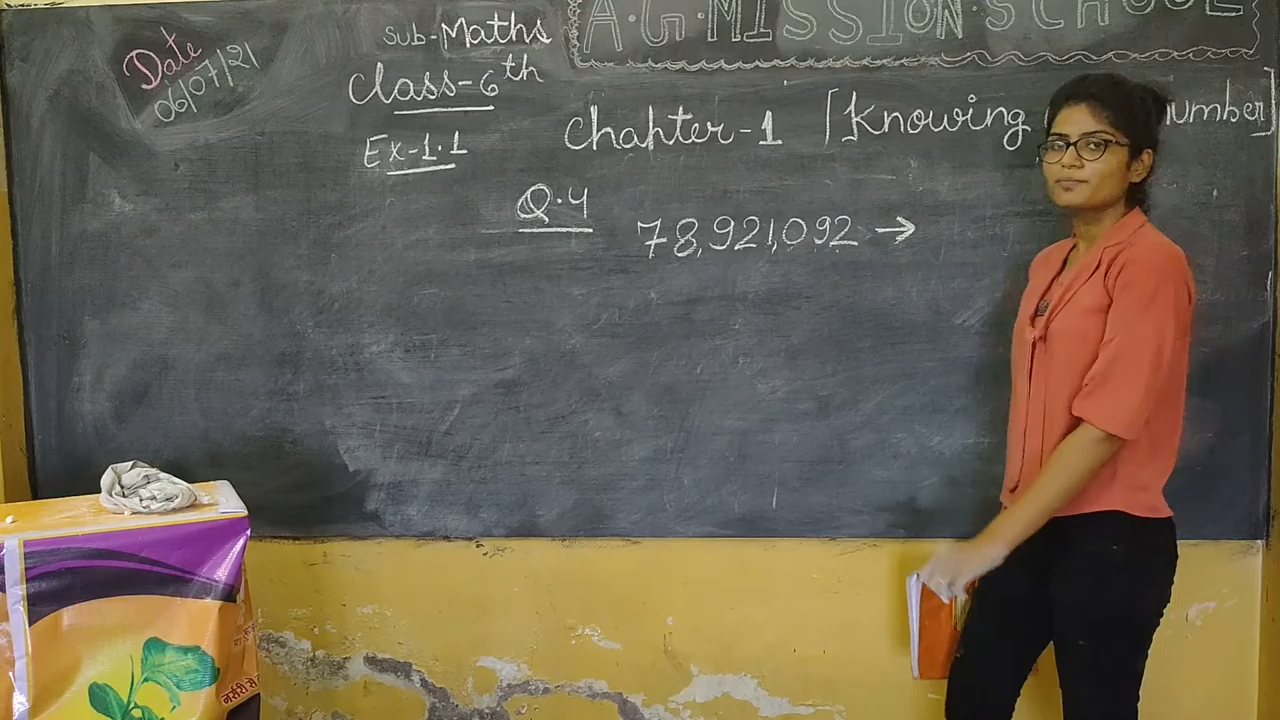 A.G.MISSION.SCHOOL
Sub-Maths
Date
06/07/21
Class-6th
Chahter-1 [Knowing number]
Ex-1.1
Q.4
78,921,092 →